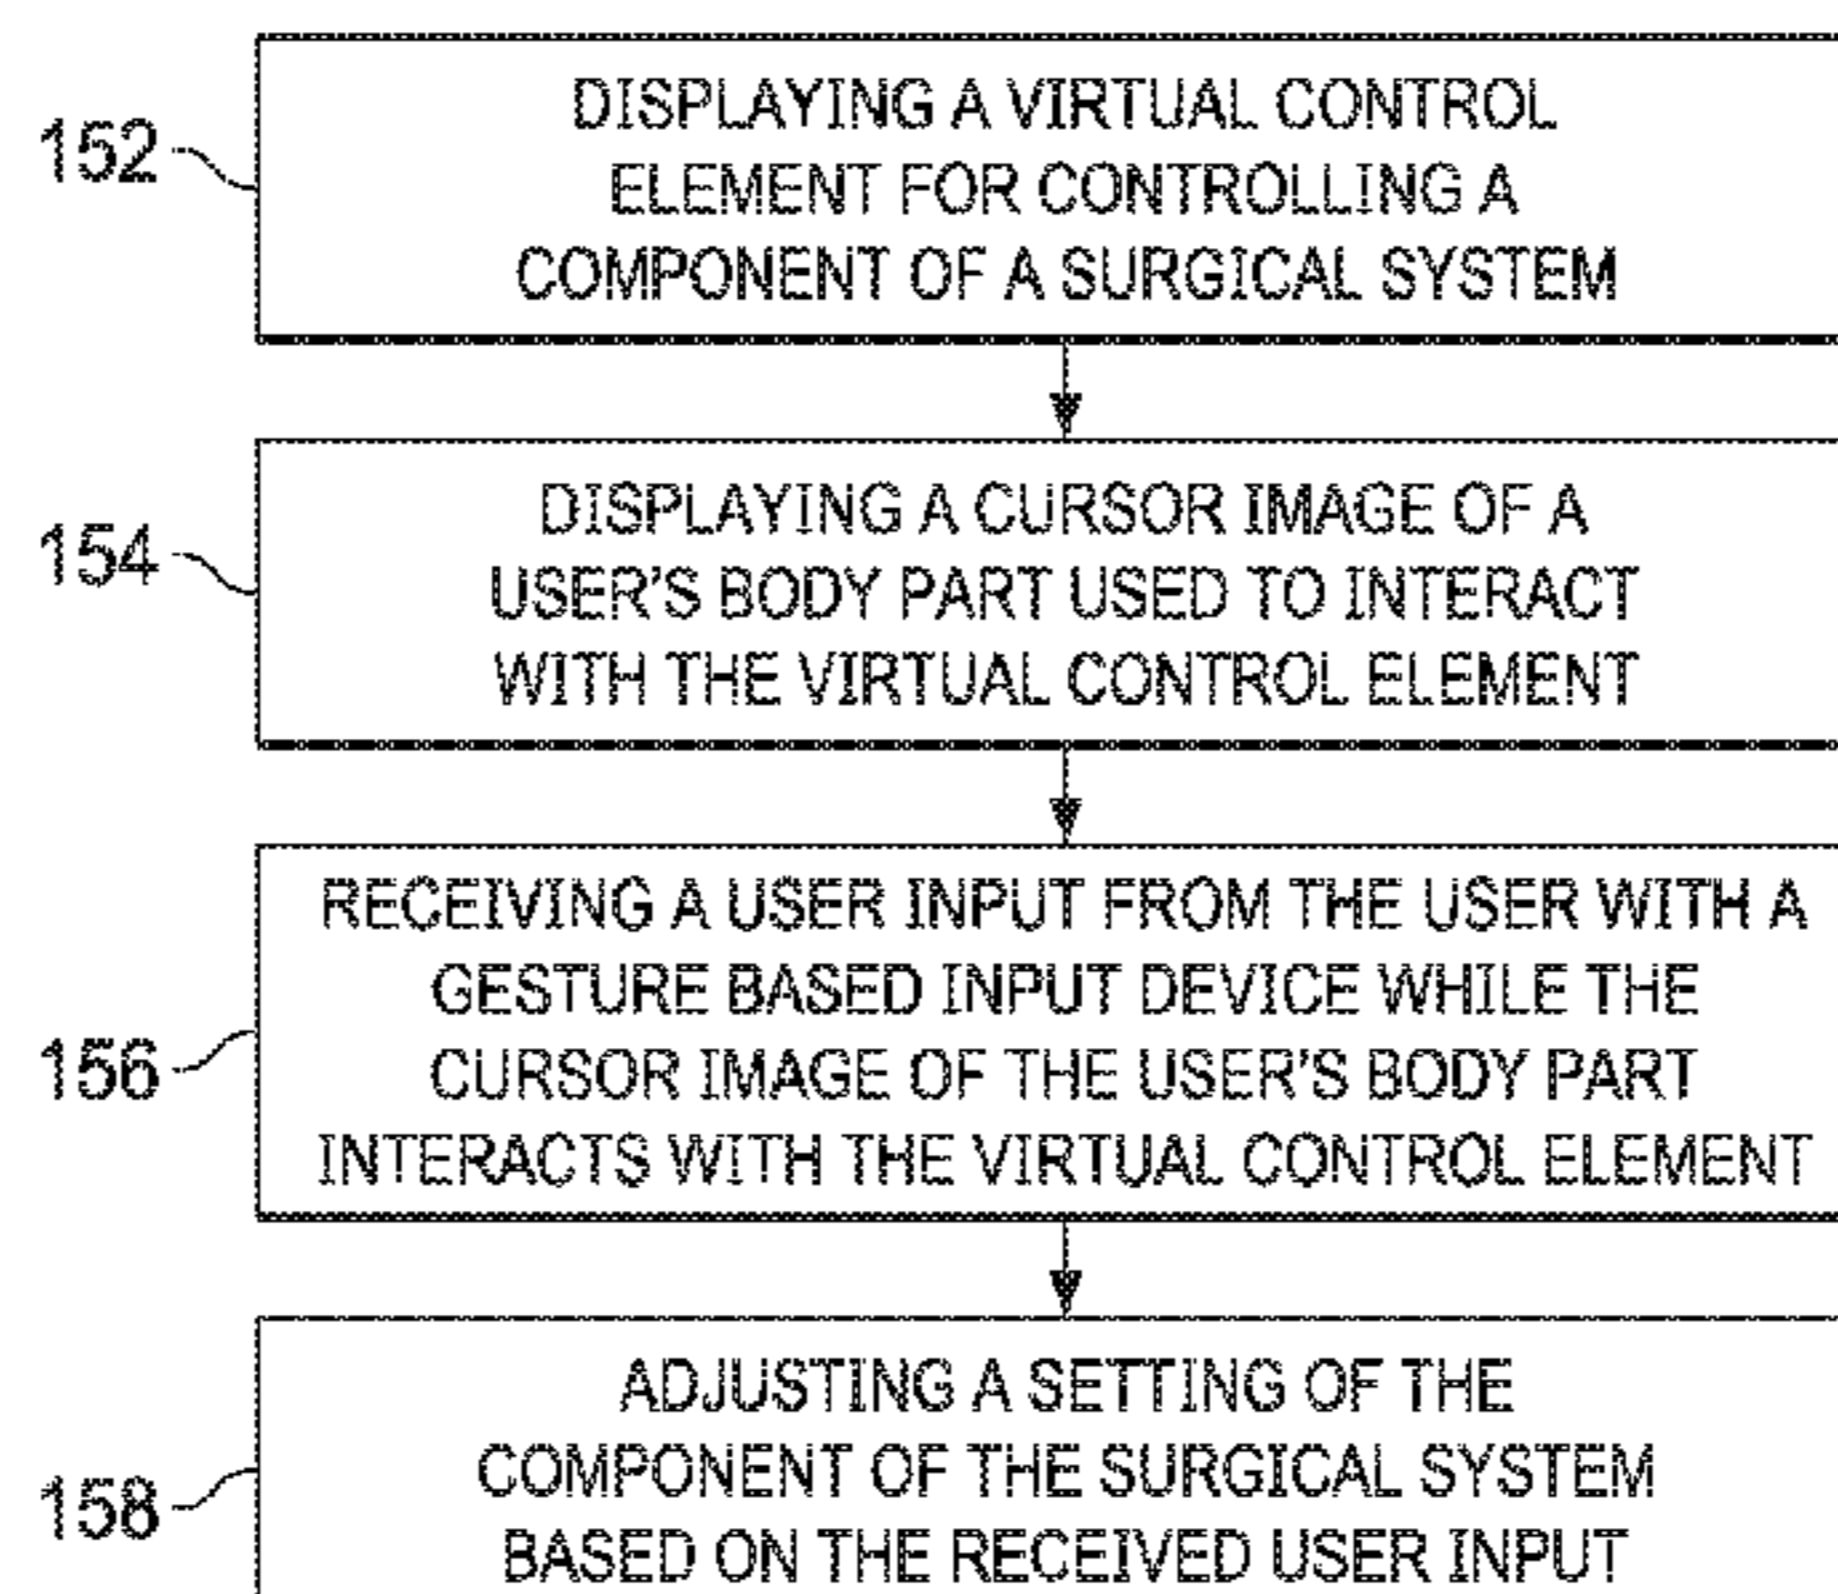 152
DISPLAYING A VIRTUAL CONTROL
ELEMENT FOR CONTROLLING A
COMPONENT OF A SURGICAL SYSTEM
154
DISPLAYING A CURSOR IMAGE OF A
USER'S BODY PART USED TO INTERACT
WITH THE VIRTUAL CONTROL ELEMENT
156
RECEIVING A USER INPUT FROM THE USER WITH A
GESTURE BASED INPUT DEVICE WHILE THE
CURSOR IMAGE OF THE USER'S BODY PART
INTERACTS WITH THE VIRTUAL CONTROL ELEMENT
158
ADJUSTING A SETTING OF THE
COMPONENT OF THE SURGICAL SYSTEM
BASED ON THE RECEIVED USER INPUT